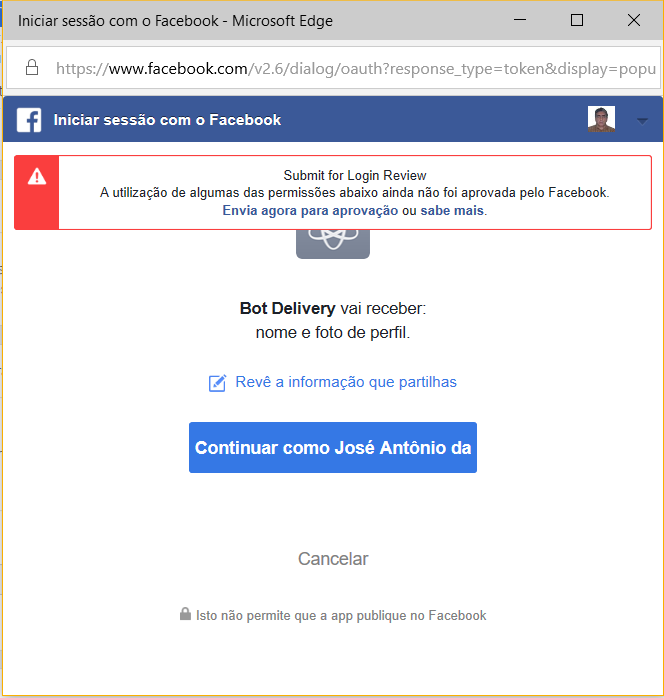 Iniciar sessão com o Facebook - Microsoft Edge
https://www.facebook.com/v2.6/dialog/oauth?response_type=token&display=popu
Iniciar sessão com o Facebook
Submit for Login Review
A utilização de algumas das permissões abaixo ainda não foi aprovada pelo Facebook.
Envia agora para aprovação ou sabe mais.
Bot Delivery vai receber:
nome e foto de perfil.
Revê a informação que partilhas
Continuar como José Antônio da
Cancelar
Isto não permite que a app publique no Facebook